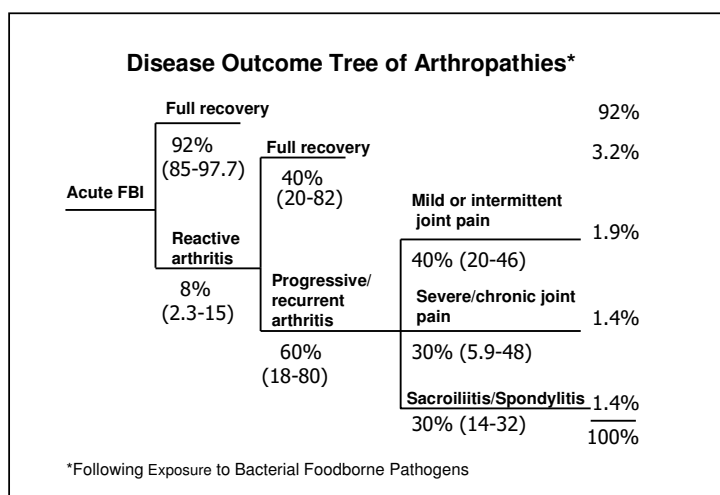 Disease Outcome Tree of Arthropathies*
Full recovery
92%
92%
(85-97.7)
Full recovery
3.2%
40%
(20-82)
Acute FBI
Reactive
arthritis
8%
(2.3-15)
Mild or intermittent
joint pain
1.9%
40% (20-46)
Progressive/
recurrent
arthritis
60%
(18-80)
Severe/chronic joint
pain
1.4%
30% (5.9-48)
Sacroiliitis/Spondylitis
1.4%
30% (14-32)
100%
*Following Exposure to Bacterial Foodborne Pathogens